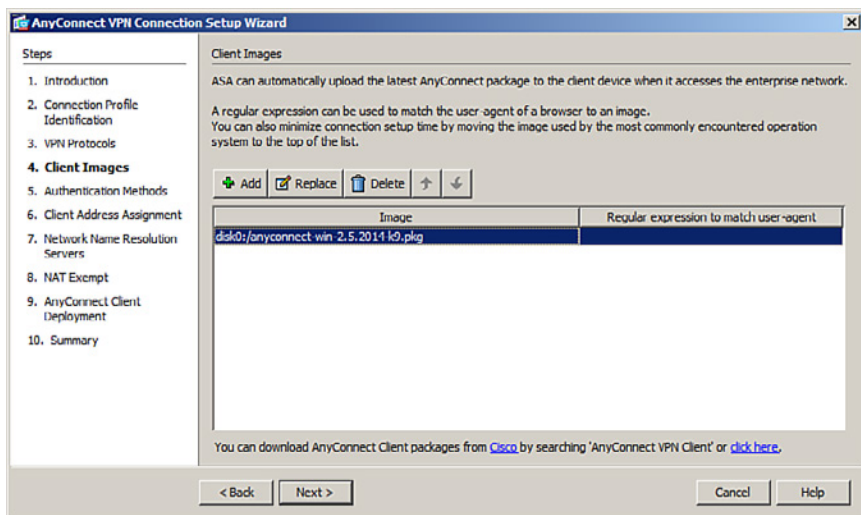 AnyConnect VPN Connection Setup Wizard
Steps
1. Introduction
2. Connection Profile
Identification
3. VPN Protocols
4. Client Images
5. Authentication Methods
6. Client Address Assignment
7. Network Name Resolution
Servers
8. NAT Exempt
9. AnyConnect Client
Deployment
10. Summary
Client Images
ASA can automatically upload the latest AnyConnect package to the client device when it accesses the enterprise network.
A regular expression can be used to match the user-agent of a browser to an image.
You can also minimize connection setup time by moving the image used by the most commonly encountered operation
system to the top of the list.
Add Replace Delete
Image Regular expression to match user-agent
disk0:/anyconnect-win-2.5.2014-k9.pkg
You can download AnyConnect Client packages from Cisco by searching 'AnyConnect VPN Client' or click here.
< Back Next > Cancel Help